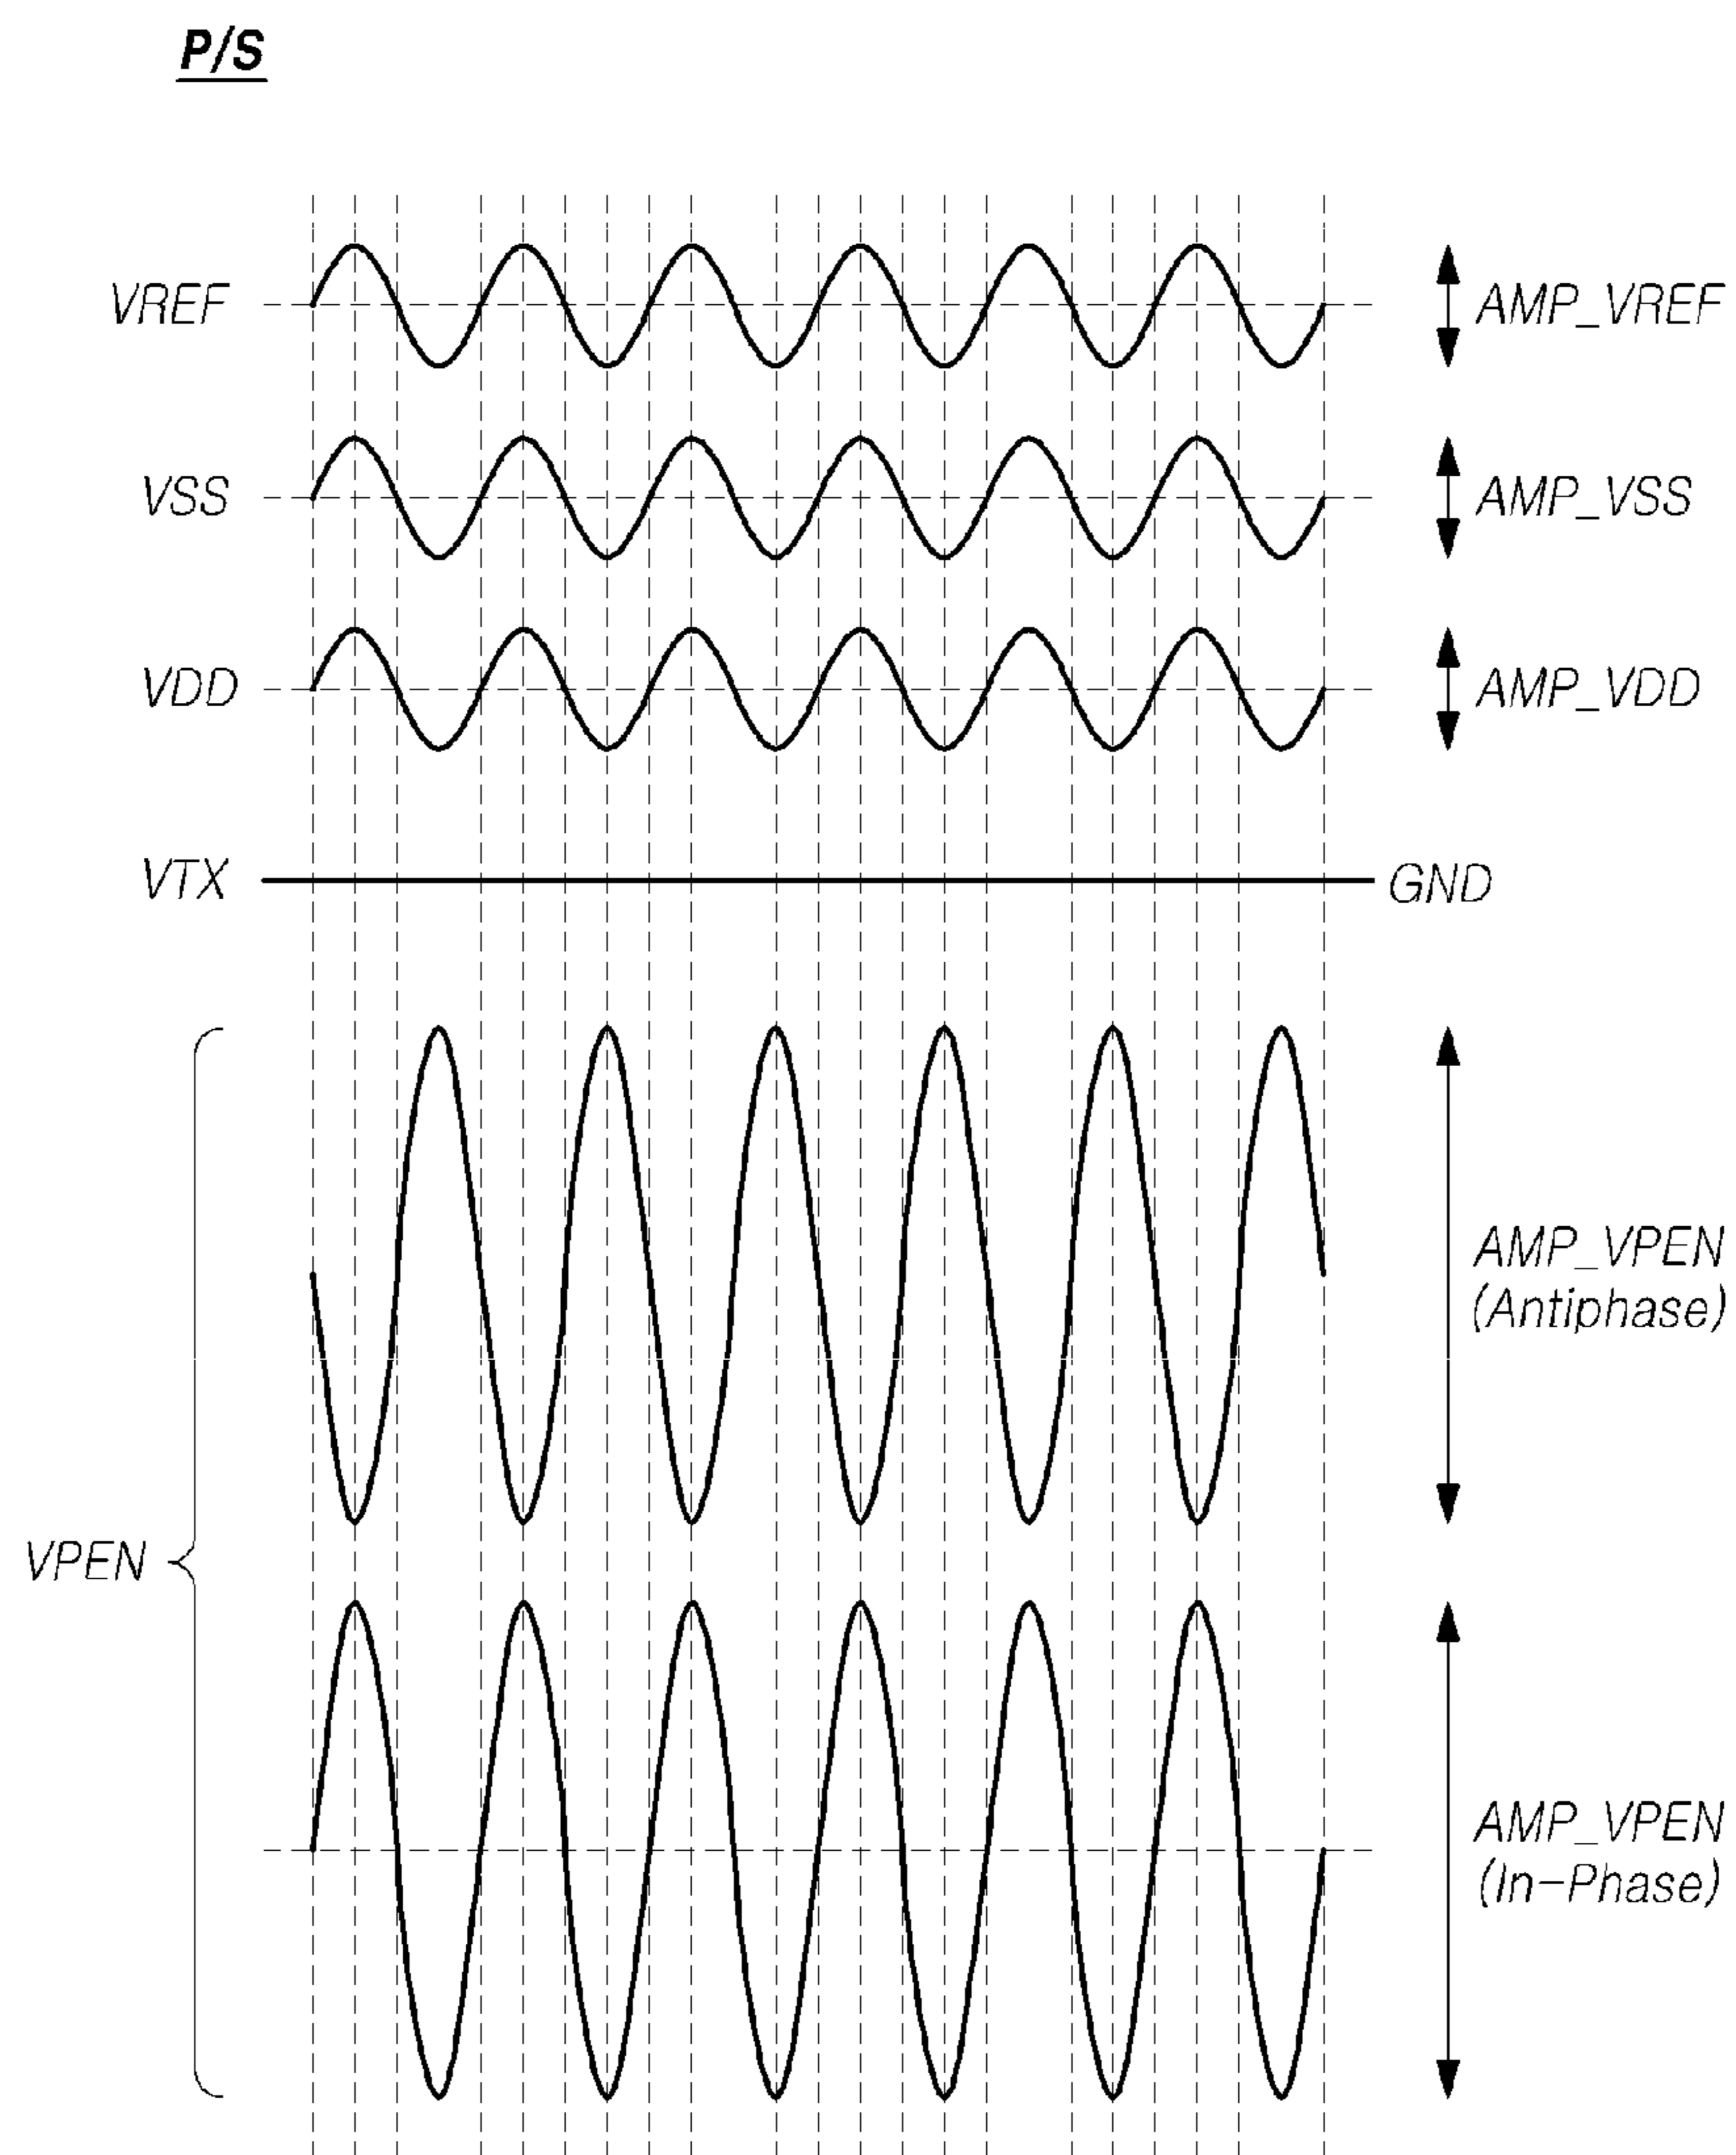 P/S
VREF
AMP_VREF
VSS
AMP_VSS
VDD
AMP_VDD
VTX
GND
AMP_VPEN
(Antiphase)
VPEN
AMP_VPEN
(In-Phase)